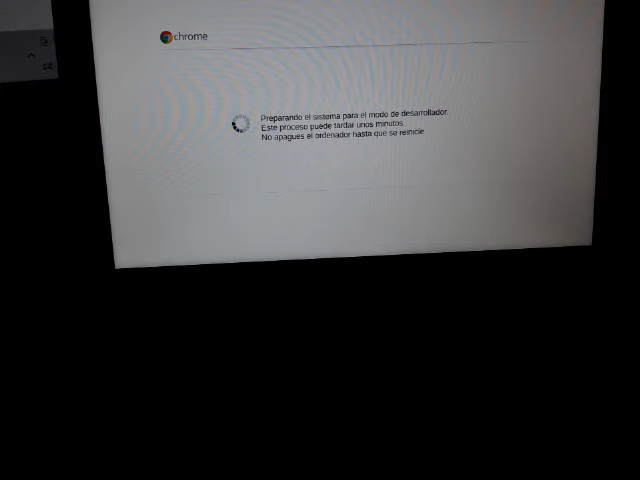 chrome
Preparando el sistema para el modo de desarrollador.
Este proceso puede tardar unos minutos.
No apagues el ordenador hasta que se reinicie